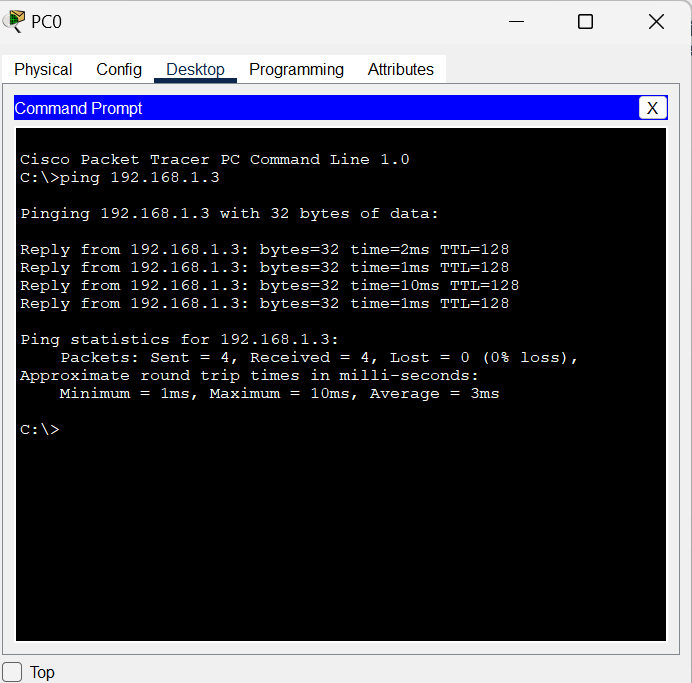 PC0
Physical Config Desktop Programming Attributes
Command Prompt X
Cisco Packet Tracer PC Command Line 1.0
C:\>ping 192.168.1.3
Pinging 192.168.1.3 with 32 bytes of data:
Reply from 192.168.1.3: bytes=32 time=2ms TTL=128
Reply from 192.168.1.3: bytes=32 time=1ms TTL=128
Reply from 192.168.1.3: bytes=32 time=10ms TTL=128
Reply from 192.168.1.3: bytes=32 time=1ms TTL=128
Ping statistics for 192.168.1.3:
Packets: Sent = 4, Received = 4, Lost = 0 (0% loss),
Approximate round trip times in milli-seconds:
Minimum = 1ms, Maximum = 10ms, Average = 3ms
C:\>
Top